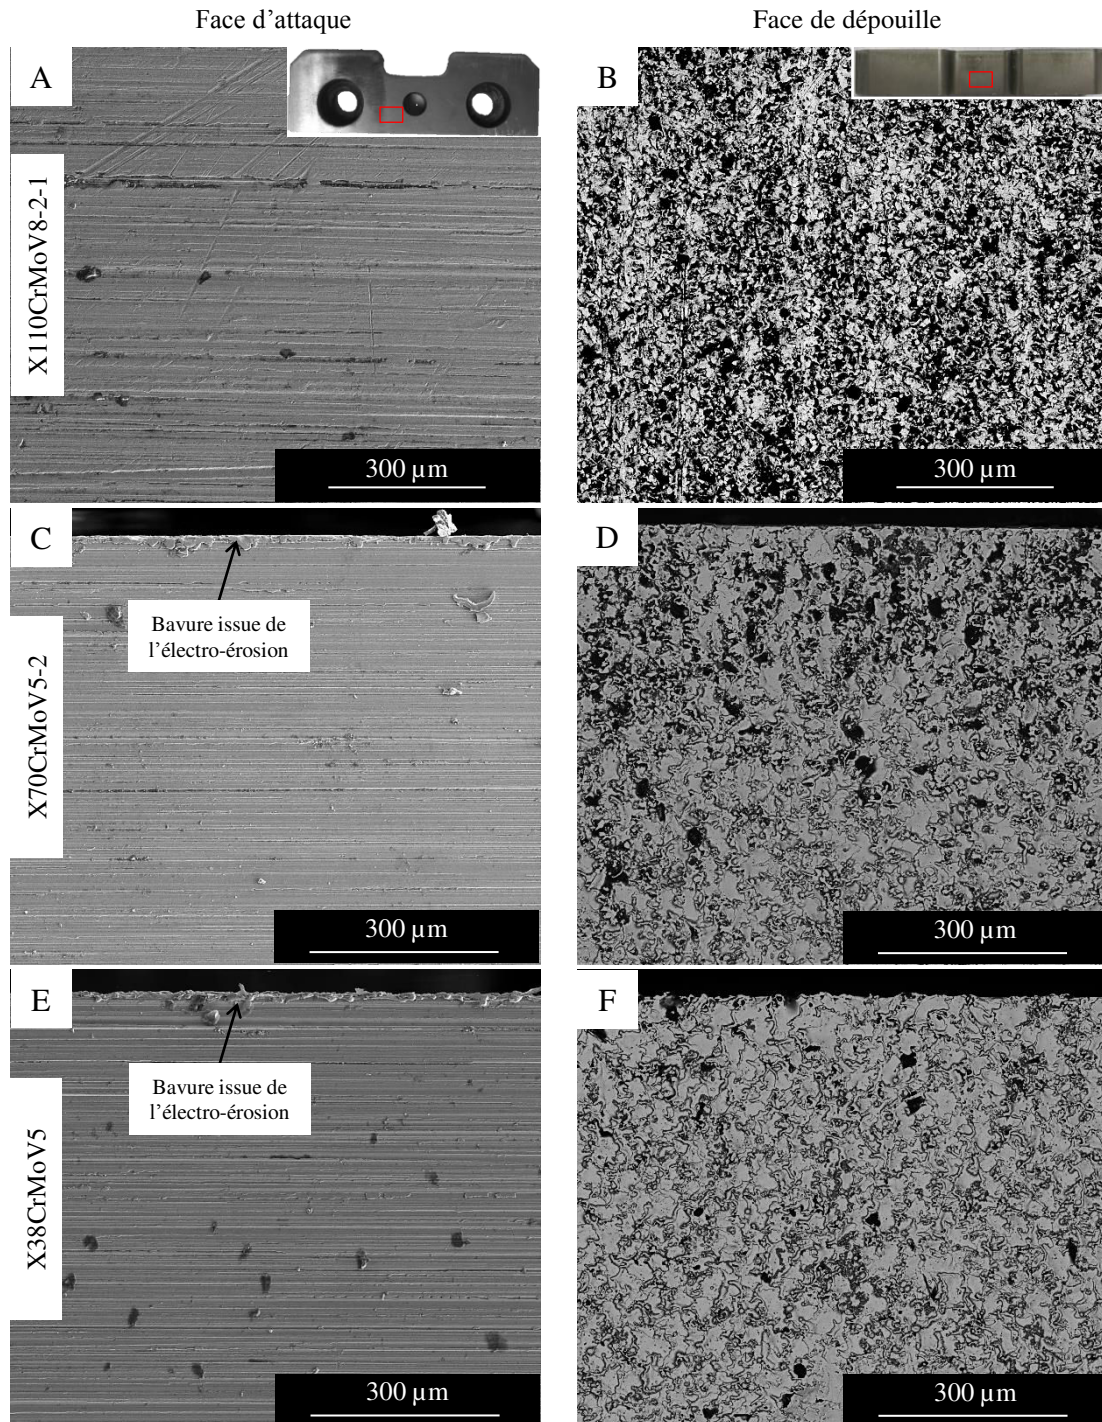 Face d’attaque
Face de dépouille
A
B
X110CrMoV8-2-1
300 µm
300 µm
C
D
Bavure issue de
l’électro-érosion
X70CrMoV5-2
300 µm
300 µm
E
F
Bavure issue de
l’électro-érosion
X38CrMoV5
300 µm
300 µm